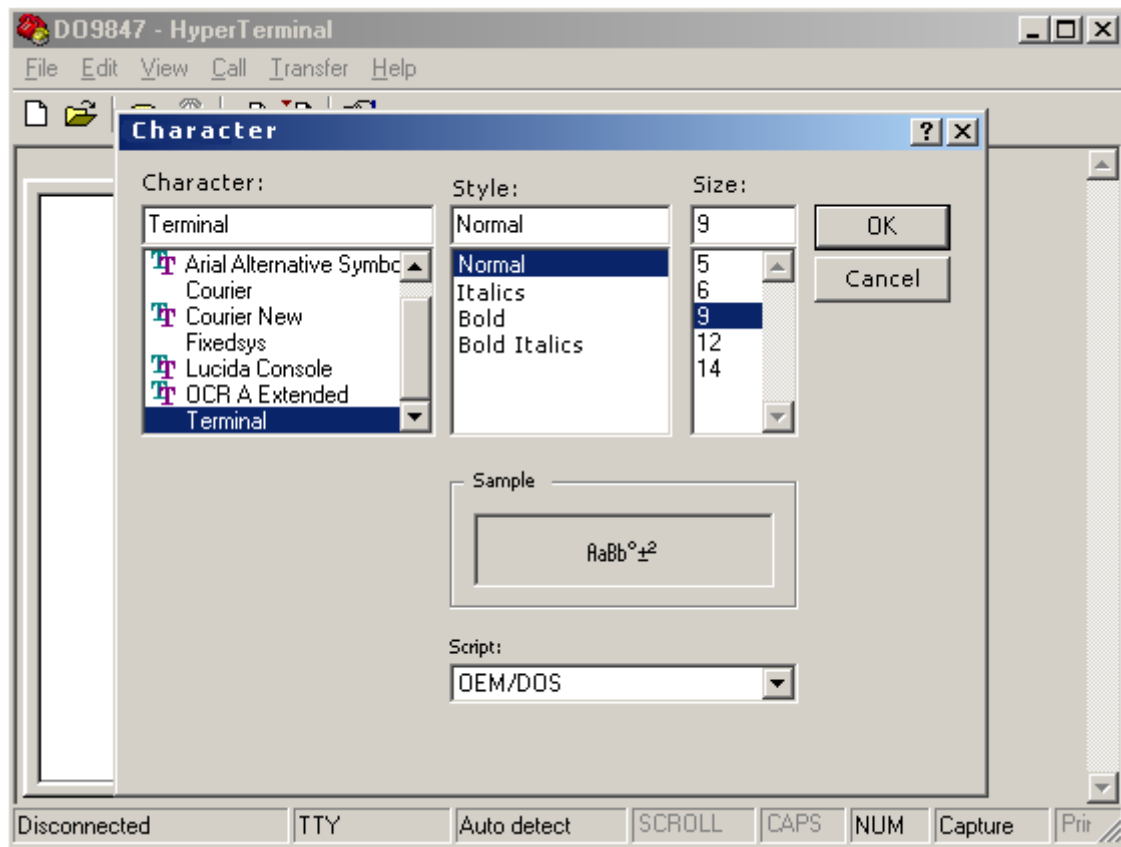 DO9847 - HyperTerminal
File Edit View Call Transfer Help
Character
Character:
Terminal
Arial Alternative Symbo
Courier
Courier New
Fixedsys
Lucida Console
OCR A Extended
Terminal
Style:
Normal
Normal
Italics
Bold
Bold Italics
Size:
9
5
6
9
12
14
OK
Cancel
Sample
AaBb°±²
Script:
OEM/DOS
Disconnected TTY Auto detect SCROLL CAPS NUM Capture